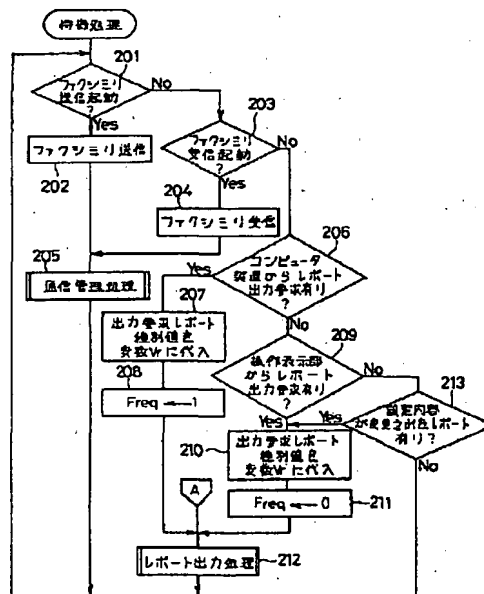 待機処理
201
ファクシミリ
送信起動
?
No
Yes
203
ファクシミリ
受信起動
?
No
Yes
ファクシミリ送信
202
204
ファクシミリ受信
205
通信管理処理
206
コンピュータ
装置からレポート
出力要求有り
?
Yes
No
207
出力要求レポート
種別値を
変数Vrに代入
208
Freq ← 1
209
操作表示部
からレポート
出力要求有り
?
No
Yes
213
設定内容
が変更されたレポート
有り?
Yes
No
210
出力要求レポート
種別値を
変数Vrに代入
A
Freq ← 0
211
レポート出力処理
212